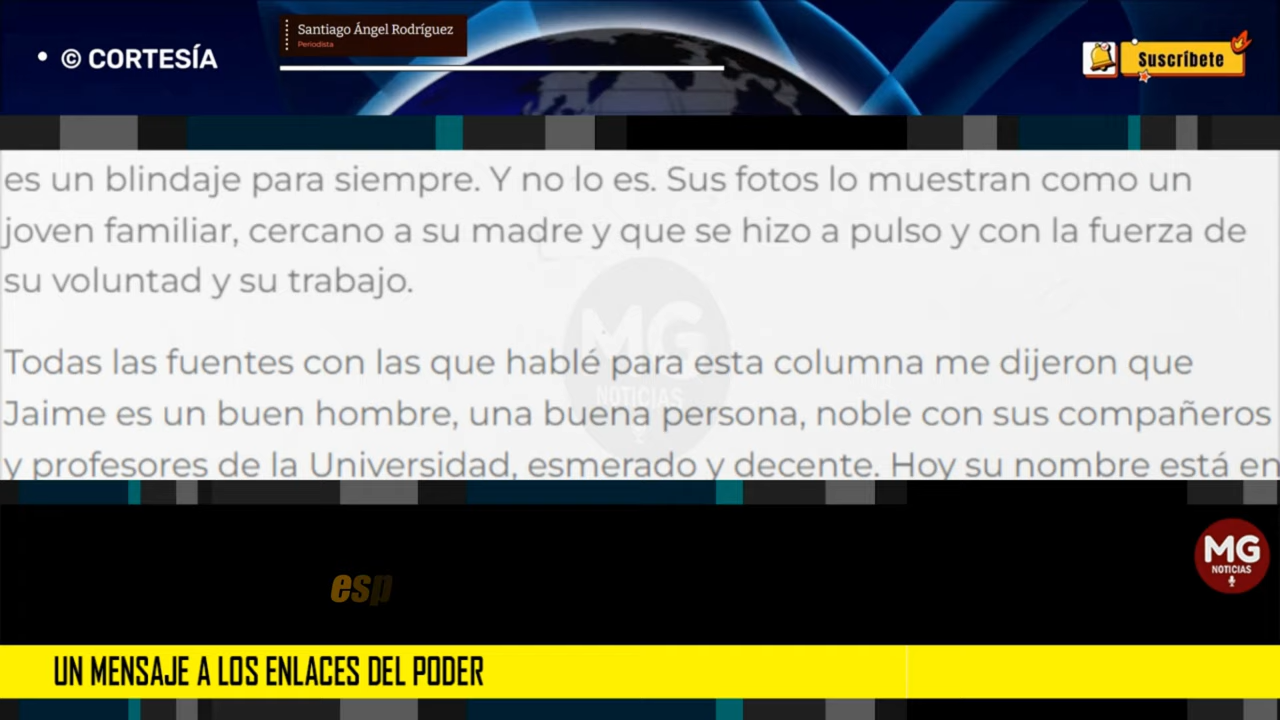 © CORTESÍA
Santiago Ángel Rodríguez
Periodista
Suscríbete
es un blindaje para siempre. Y no lo es. Sus fotos lo muestran como un
joven familiar, cercano a su madre y que se hizo a pulso y con la fuerza de
su voluntad y su trabajo.
Todas las fuentes con las que hablé para esta columna me dijeron que
Jaime es un buen hombre, una buena persona, noble con sus compañeros
y profesores de la Universidad, esmerado y decente. Hoy su nombre está en
MG
NOTICIAS
esp
MG
NOTICIAS
UN MENSAJE A LOS ENLACES DEL PODER